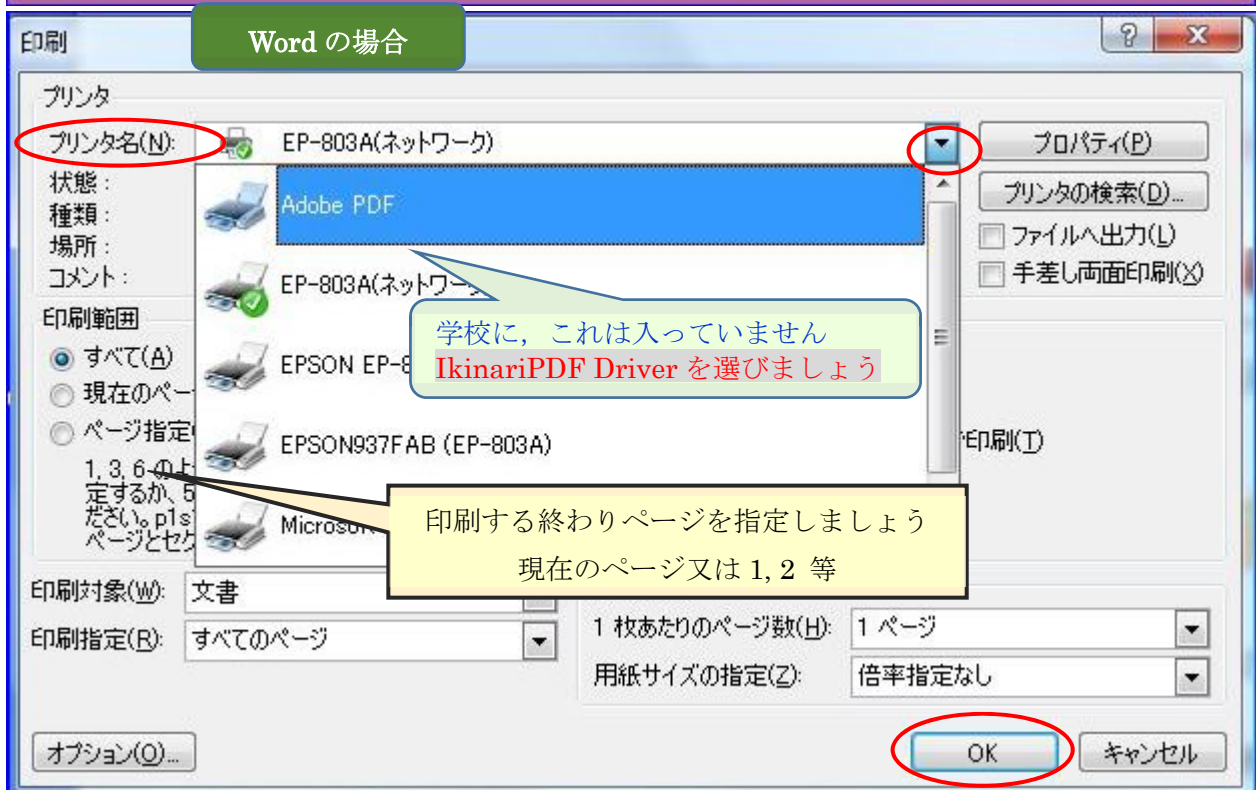 印刷
Word の場合
プリンタ
プリンタ名(N):
EP-803A(ネットワーク)
プロパティ(P)
状態:
種類:
場所:
コメント:
Adobe PDF
プリンタの検索(D)...
ファイルへ出力(L)
手差し両面印刷(X)
EP-803A(ネットワーク
学校に，これは入っていません
IkinariPDF Driver を選びましょう
印刷範囲
すべて(A)
現在のペー
ページ指定
EPSON EP-8
EPSON937FAB (EP-803A)
印刷(T)
1, 3, 6 のよ
定するか、5
ださい。p1s
ページとセク
Microsoft
印刷する終わりページを指定しましょう
現在のページ又は 1, 2 等
印刷対象(W): 文書
印刷指定(R): すべてのページ
1 枚あたりのページ数(H): 1 ページ
用紙サイズの指定(Z): 倍率指定なし
オプション(O)...
OK
キャンセル